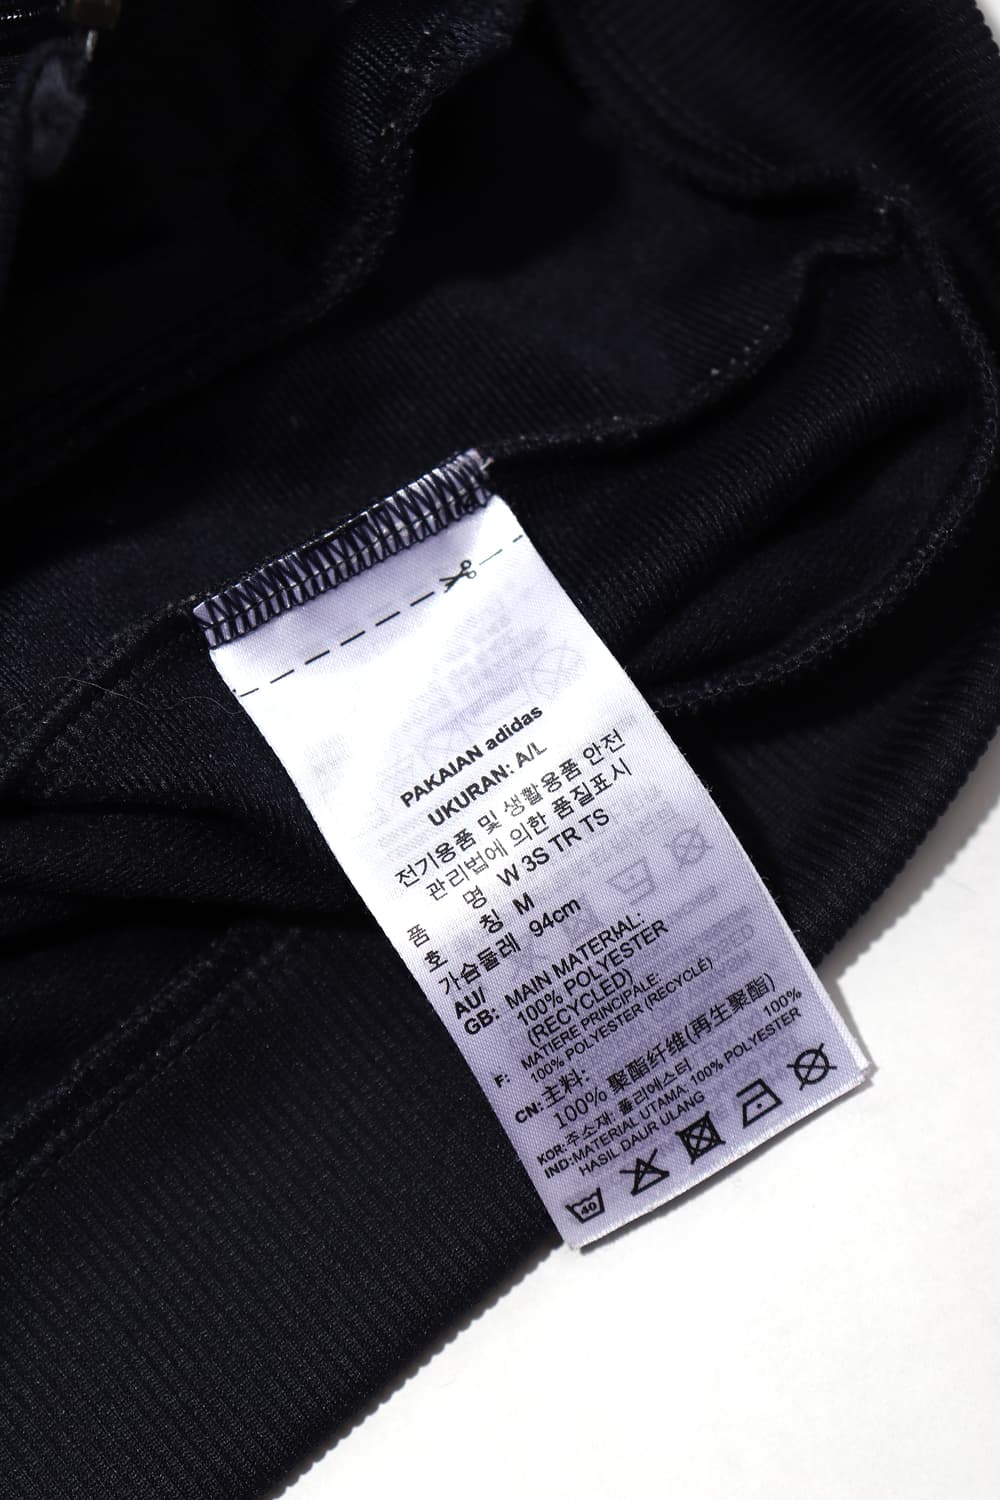 PAKAIAN adidas
UKURAN: A/L
전기용품 및 생활용품 안전
관리법에 의한 품질표시
품 명 W 3S TR TS
호 칭 M
가슴둘레 94cm
AU/
GB: MAIN MATERIAL:
100% POLYESTER
(RECYCLED)
F: MATIERE PRINCIPALE:
100% POLYESTER (RECYCLÉ)
CN: 主料:
100% 聚酯纤维(再生聚酯)
KOR: 주소재: 폴리에스터 100%
IND: MATERIAL UTAMA, 100% POLYESTER
HASIL DAUR ULANG
40